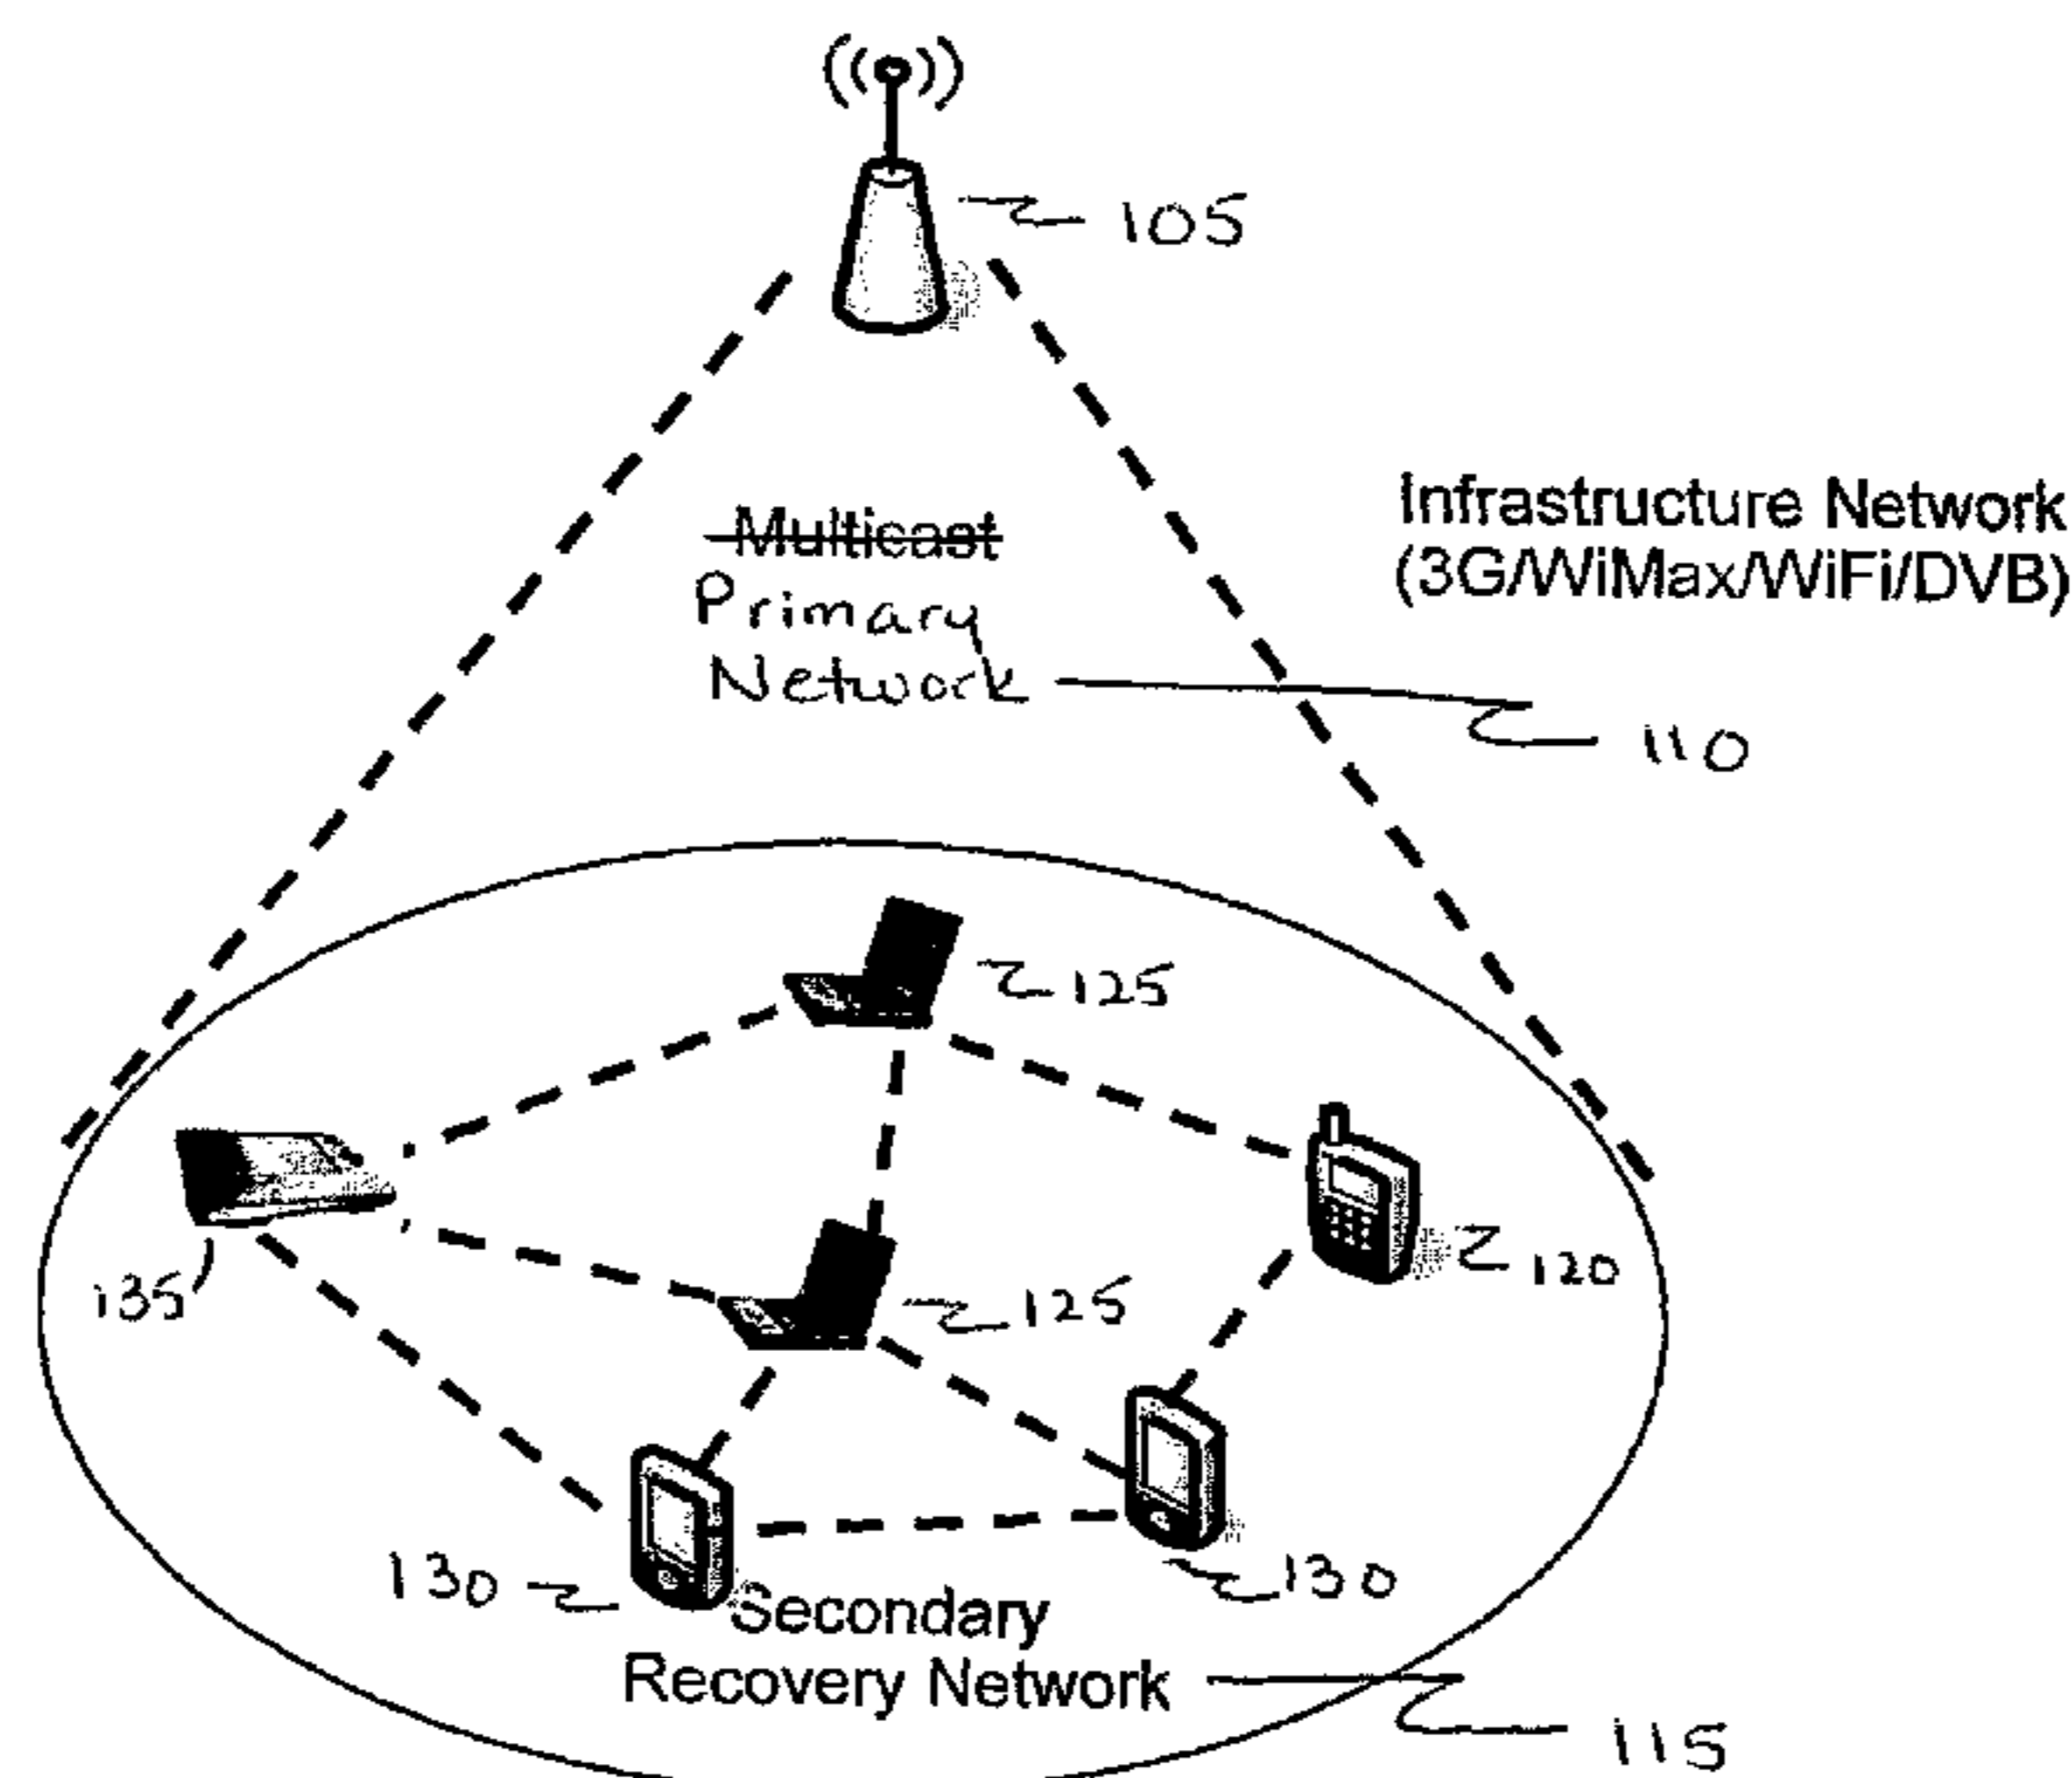 105
Infrastructure Network
(3G/WiMax/WiFi/DVB)
Multicast
Primary
Network
110
125
135
125
120
130
130
Secondary
Recovery Network
115